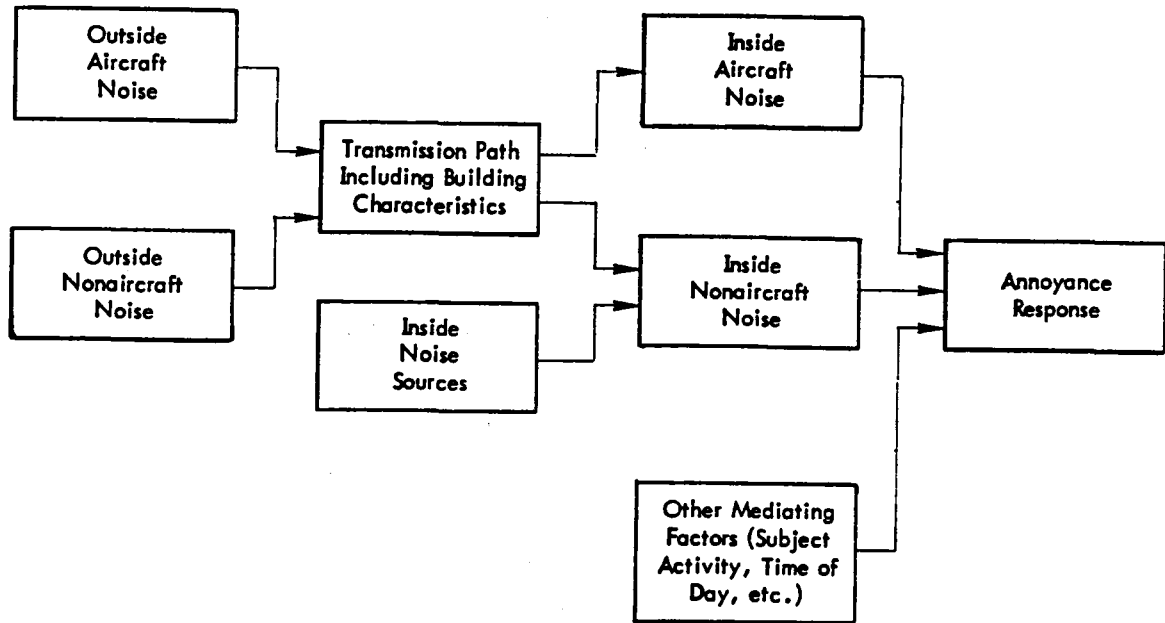 Outside
Aircraft
Noise
Inside
Aircraft
Noise
Transmission Path
Including Building
Characteristics
Outside
Nonaircraft
Noise
Inside
Nonaircraft
Noise
Annoyance
Response
Inside
Noise
Sources
Other Mediating
Factors (Subject
Activity, Time of
Day, etc.)